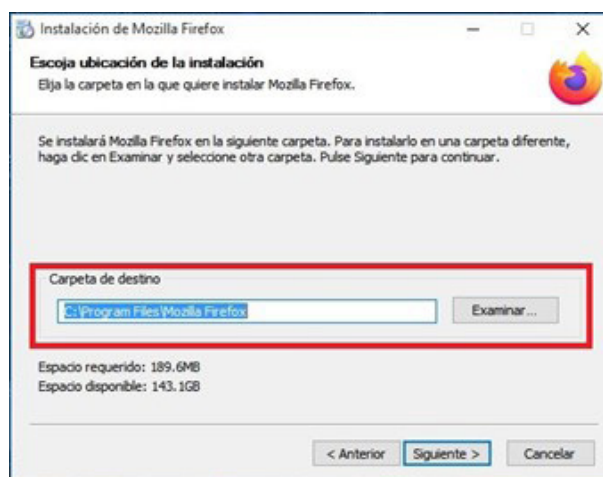 Instalación de Mozilla Firefox
Escoja ubicación de la instalación
Elija la carpeta en la que quiere instalar Mozilla Firefox.
Se instalará Mozilla Firefox en la siguiente carpeta. Para instalarlo en una carpeta diferente,
haga clic en Examinar y seleccione otra carpeta. Pulse Siguiente para continuar.
Carpeta de destino
C:\Program Files\Mozilla Firefox
Examinar...
Espacio requerido: 189.6MB
Espacio disponible: 143.1GB
< Anterior Siguiente > Cancelar